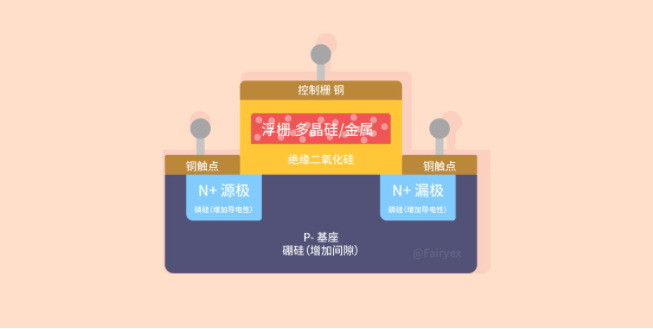 控制栅 铜
浮栅 多晶硅/金属
绝缘二氧化硅
铜触点
铜触点
N+ 源极
磷硅(增加导电性)
N+ 漏极
磷硅(增加导电性)
P- 基座
硼硅(增加间隙)
@Fairyex